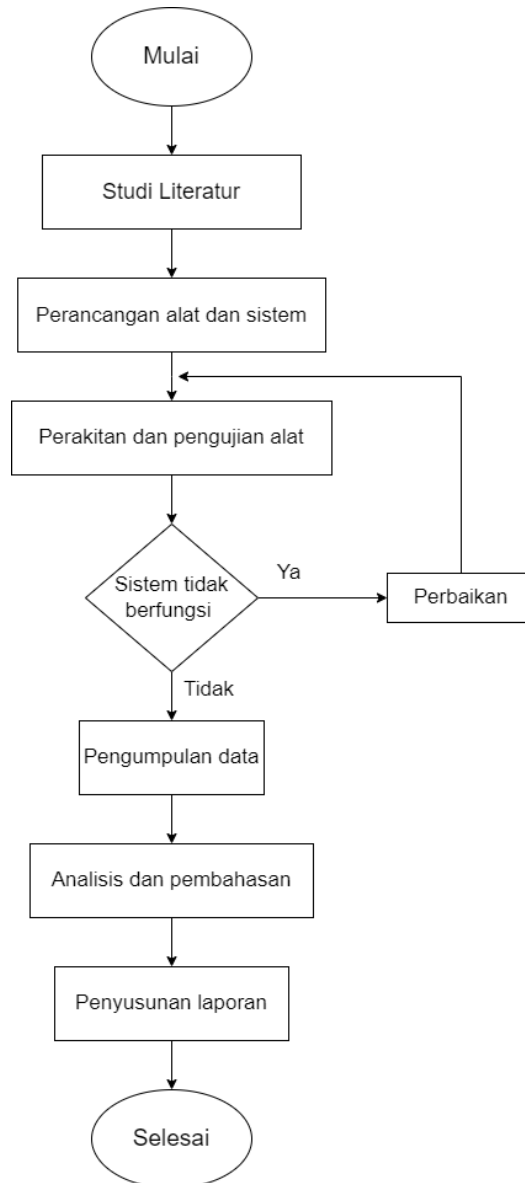 Mulai
Studi Literatur
Perancangan alat dan sistem
Perakitan dan pengujian alat
Sistem tidak
berfungsi
Ya
Perbaikan
Tidak
Pengumpulan data
Analisis dan pembahasan
Penyusunan laporan
Selesai